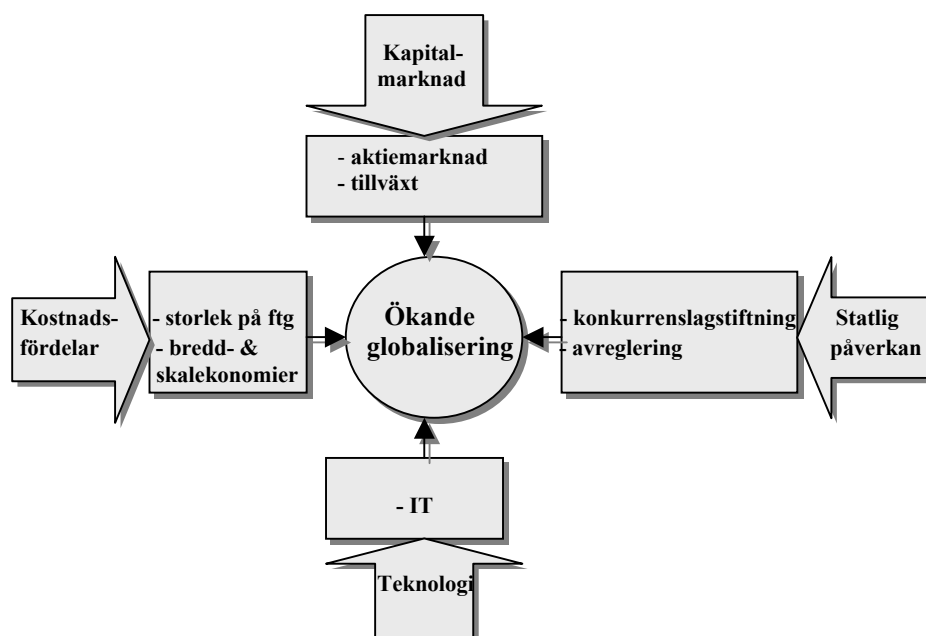 Kapital-
marknad
- aktiemarknad
- tillväxt
Kostnads-
fördelar
- storlek på ftg
- bredd- &
skalekonomier
Ökande
globalisering
- konkurrenslagstiftning
- avreglering
Statlig
påverkan
- IT
Teknologi